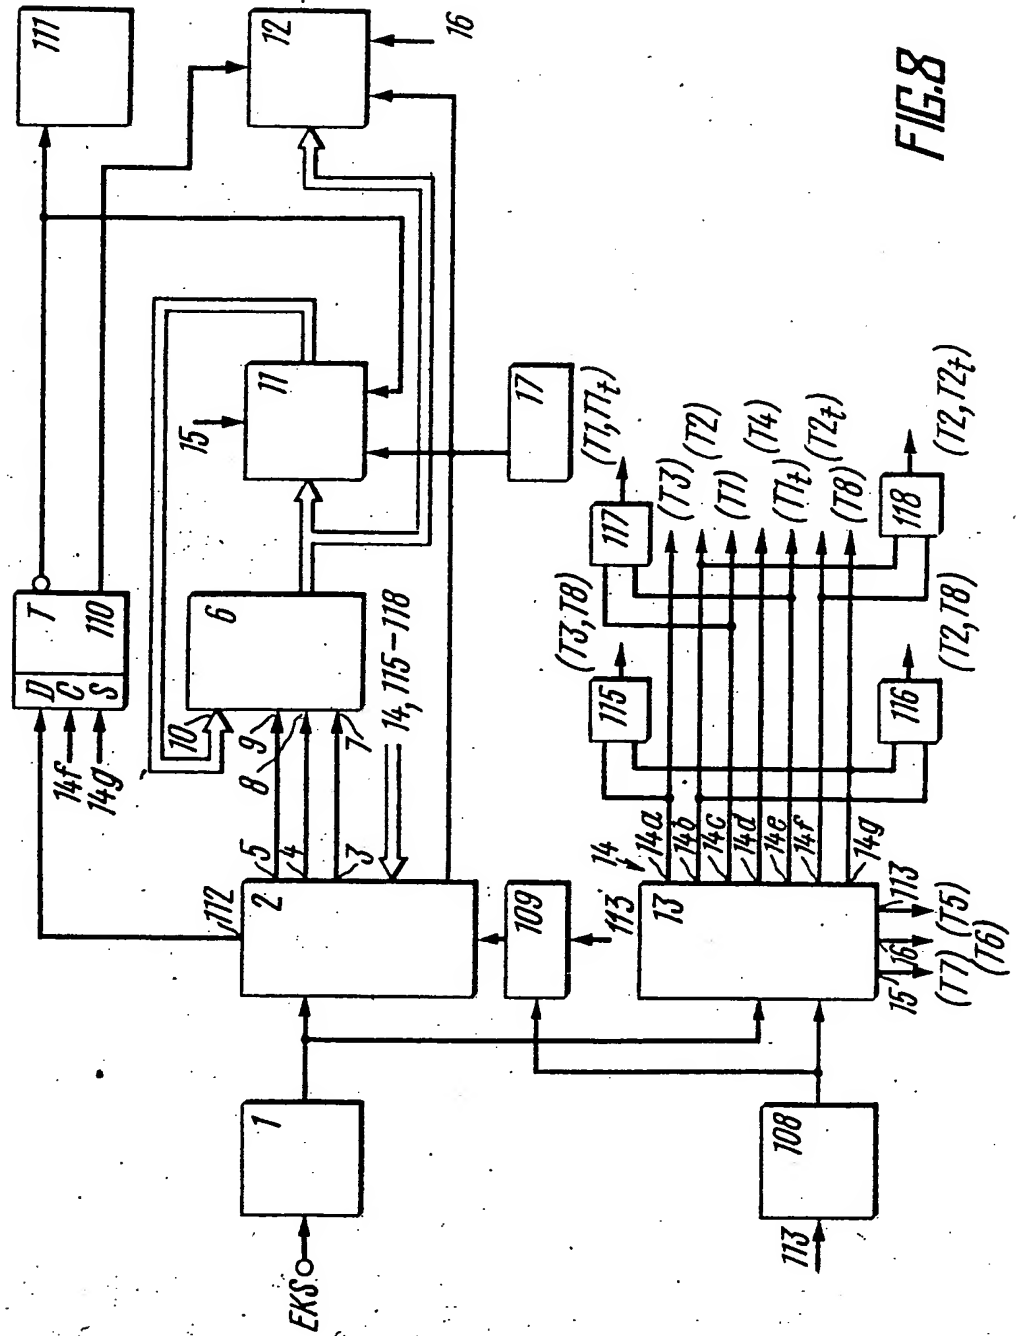 111
12
16
15
11
17
T
D
C
S
110
14f
14g
10
9
8
7
6
14, 115-118
112
5
4
3
2
109
113
1
EKS
108
113
13
14
14a
14b
14c
14d
14e
14f
14g
15
16
113
(T7)
(T6)
(T5)
115
(T3, T8)
116
(T2, T8)
117
(T1, T1t)
118
(T2, T2t)
(T3)
(T2)
(T1)
(T4)
(T1t)
(T2t)
(T8)
FIG.8